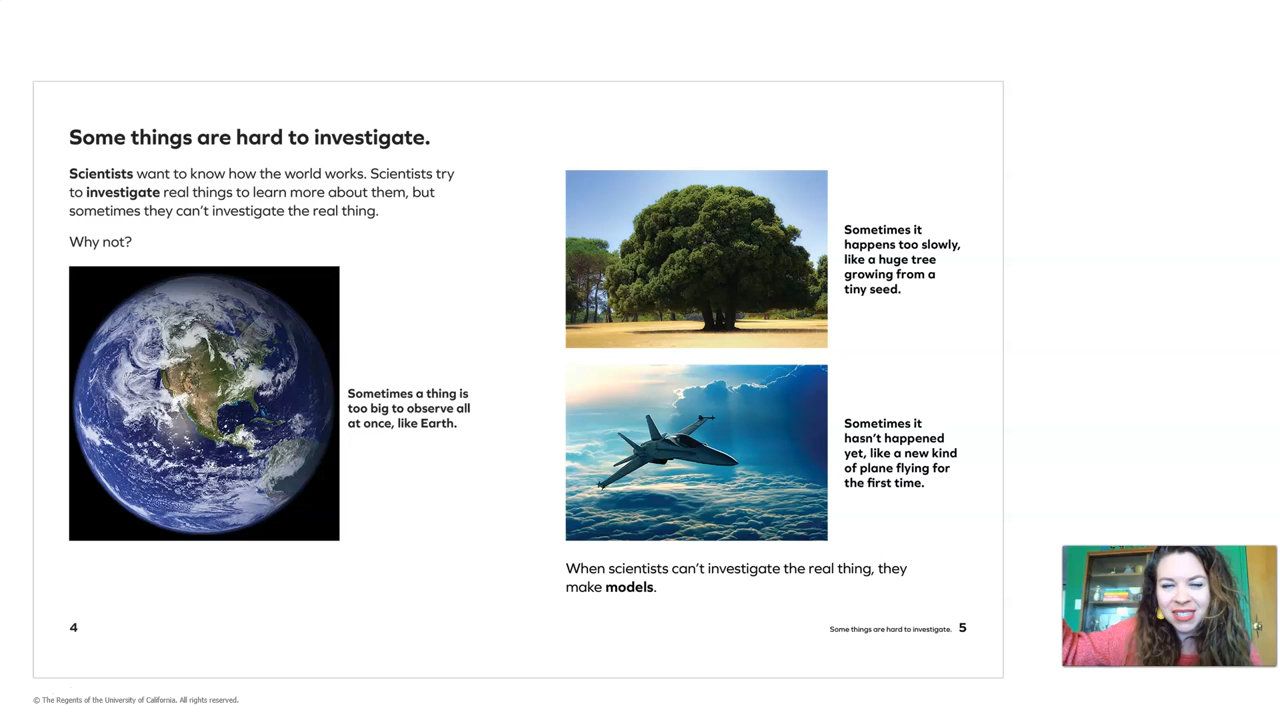 Some things are hard to investigate.
Scientists want to know how the world works. Scientists try
to investigate real things to learn more about them, but
sometimes they can't investigate the real thing.
Why not?
Sometimes a thing is
too big to observe all
at once, like Earth.
4
Sometimes it
happens too slowly,
like a huge tree
growing from a
tiny seed.
Sometimes it
hasn't happened
yet, like a new kind
of plane flying for
the first time.
When scientists can't investigate the real thing, they
make models.
Some things are hard to investigate. 5
© The Regents of the University of California. All rights reserved.